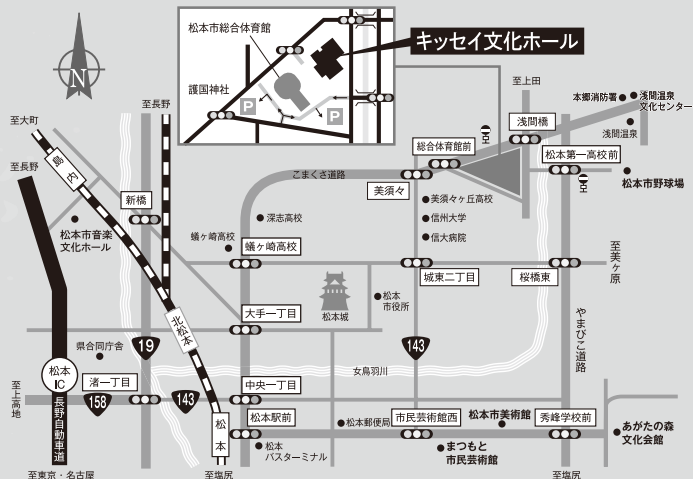 松本市総合体育館
キッセイ文化ホール
護国神社
P
P
N
至大町
至長野
至長野
島内
新橋
松本市音楽
文化ホール
至上田
本郷消防署
浅間温泉
文化センター
浅間橋
浅間温泉
総合体育館前
松本第一高校前
松本市野球場
こまくさ道路
美須々
美須々ヶ丘高校
信州大学
信大病院
深志高校
蟻ヶ崎高校
蟻ヶ崎高校
城東二丁目
桜橋東
至美ヶ原
松本城
松本
市役所
大手一丁目
北松本
県合同庁舎
19
143
やまびこ道路
女鳥羽川
松本
IC
渚一丁目
至上高地
158
143
中央一丁目
長野自動車道
松本
松本駅前
松本郵便局
市民芸術館西
松本市美術館
秀峰学校前
あがたの森
文化会館
松本
バスターミナル
まつもと
市民芸術館
至東京・名古屋
至塩尻
至塩尻